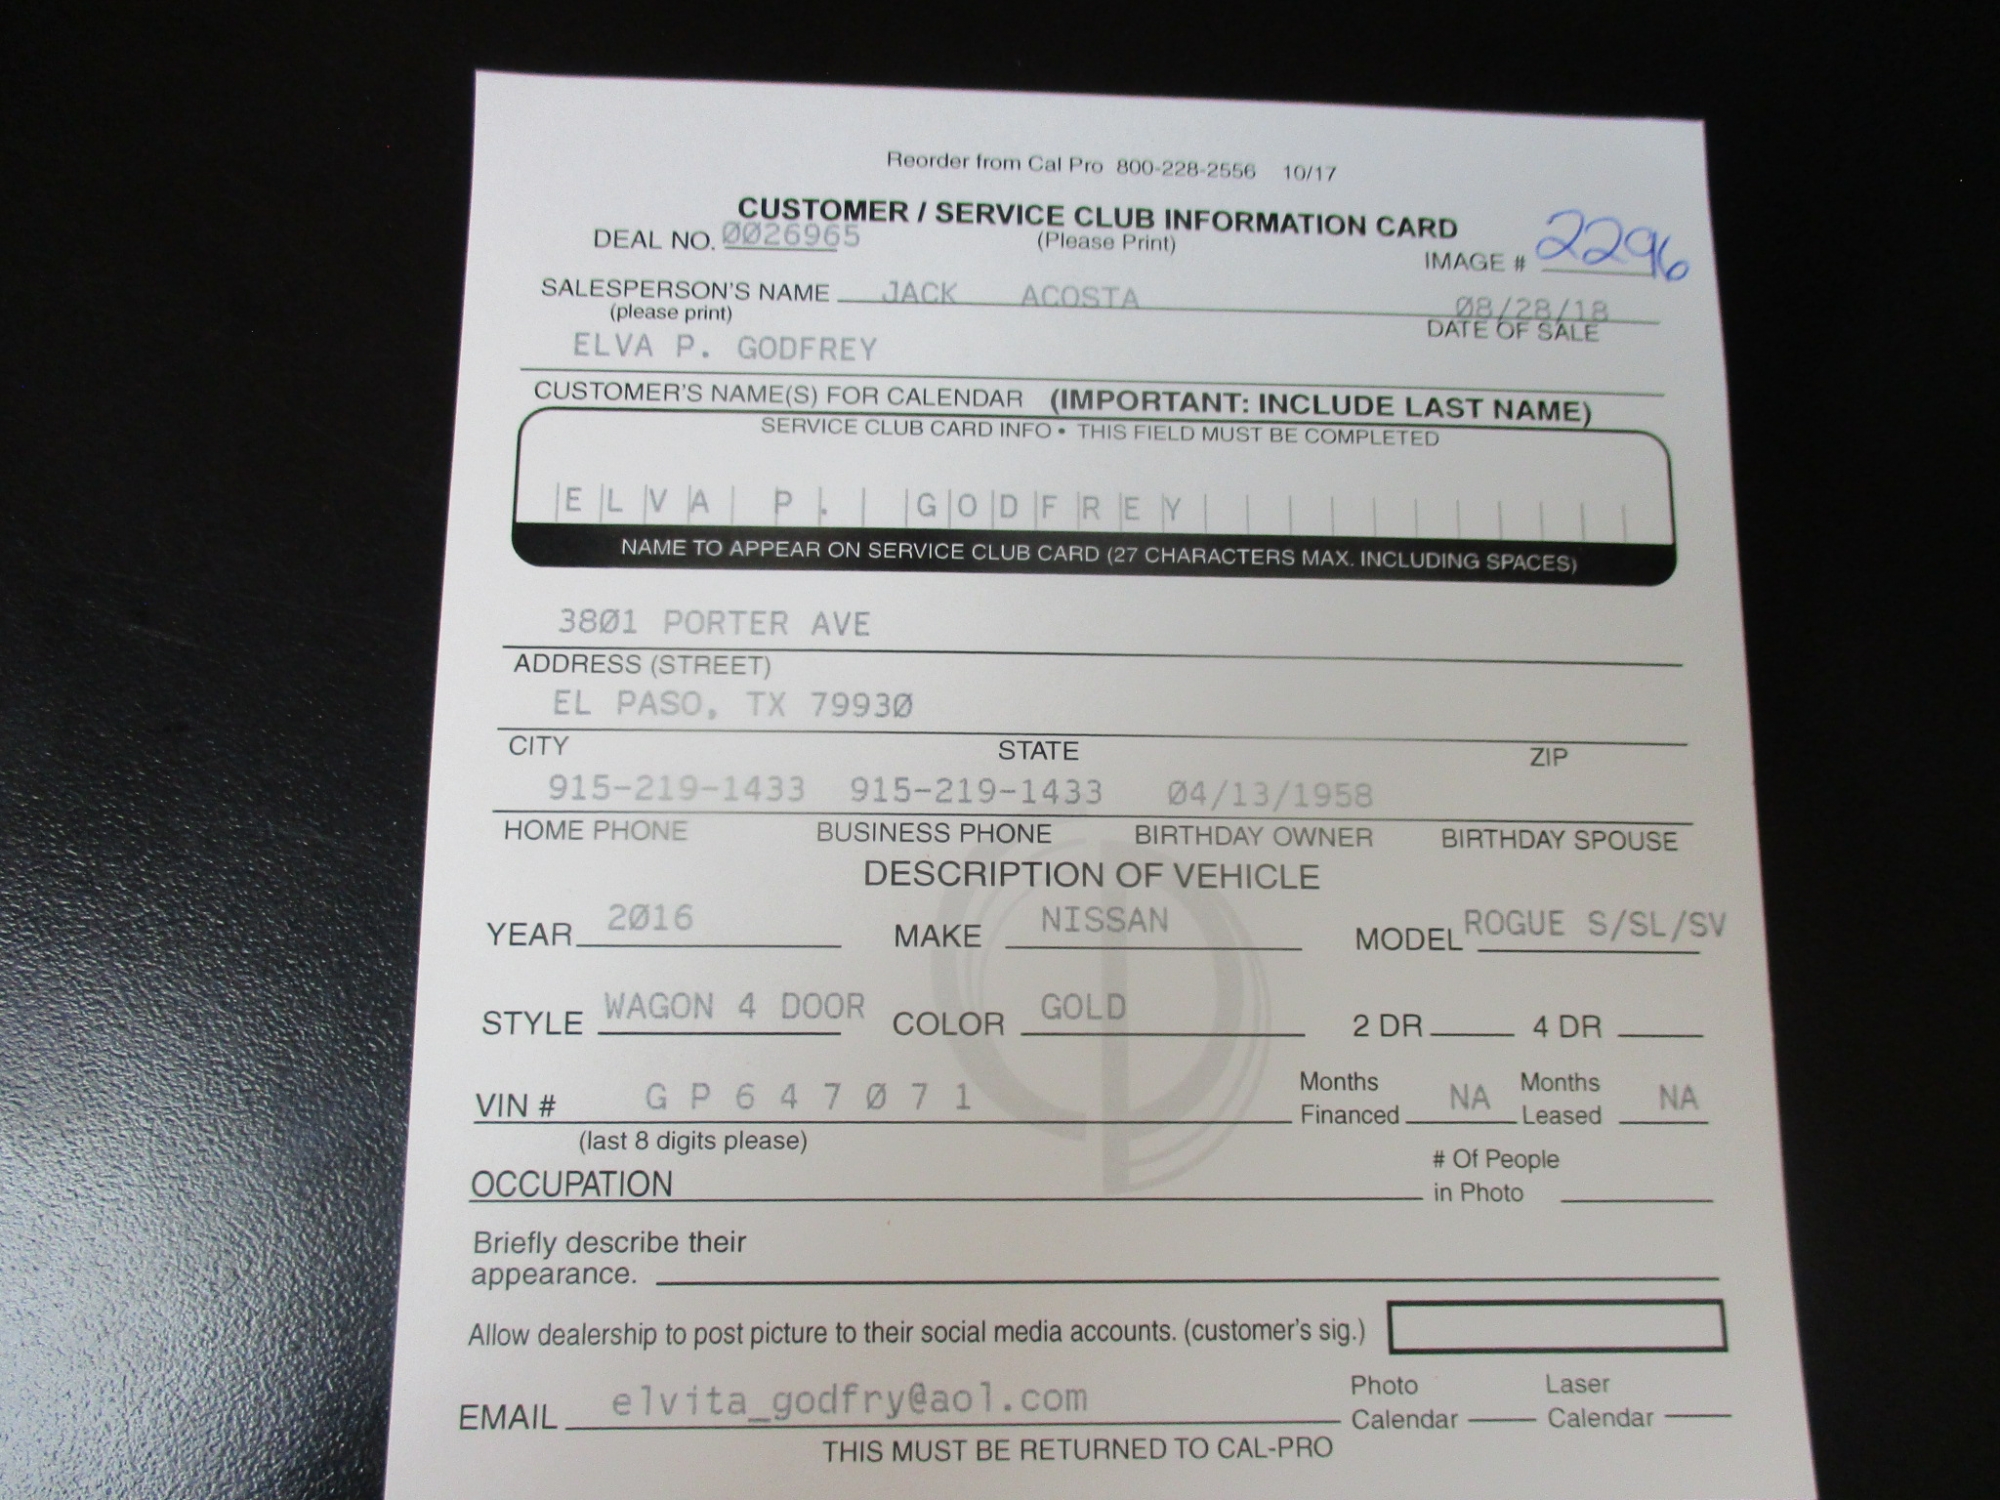 Reorder from Cal Pro 800-228-2556 10/17
CUSTOMER / SERVICE CLUB INFORMATION CARD
DEAL NO. 0026965 (Please Print) IMAGE # 2296
SALESPERSON'S NAME JACK ACOSTA 08/28/18
(please print) DATE OF SALE
ELVA P. GODFREY
CUSTOMER'S NAME(S) FOR CALENDAR (IMPORTANT: INCLUDE LAST NAME)
SERVICE CLUB CARD INFO • THIS FIELD MUST BE COMPLETED
ELVA P. GODFREY
NAME TO APPEAR ON SERVICE CLUB CARD (27 CHARACTERS MAX. INCLUDING SPACES)
3801 PORTER AVE
ADDRESS (STREET)
EL PASO, TX 79930
CITY STATE ZIP
915-219-1433 915-219-1433 04/13/1958
HOME PHONE BUSINESS PHONE BIRTHDAY OWNER BIRTHDAY SPOUSE
DESCRIPTION OF VEHICLE
YEAR 2016 MAKE NISSAN MODEL ROGUE S/SL/SV
STYLE WAGON 4 DOOR COLOR GOLD 2 DR 4 DR
VIN # G P 6 4 7 0 7 1 Months Financed NA Months Leased NA
(last 8 digits please)
OCCUPATION # Of People in Photo
Briefly describe their
appearance.
Allow dealership to post picture to their social media accounts. (customer's sig.)
EMAIL elvita_godfry@aol.com Photo Calendar Laser Calendar
THIS MUST BE RETURNED TO CAL-PRO